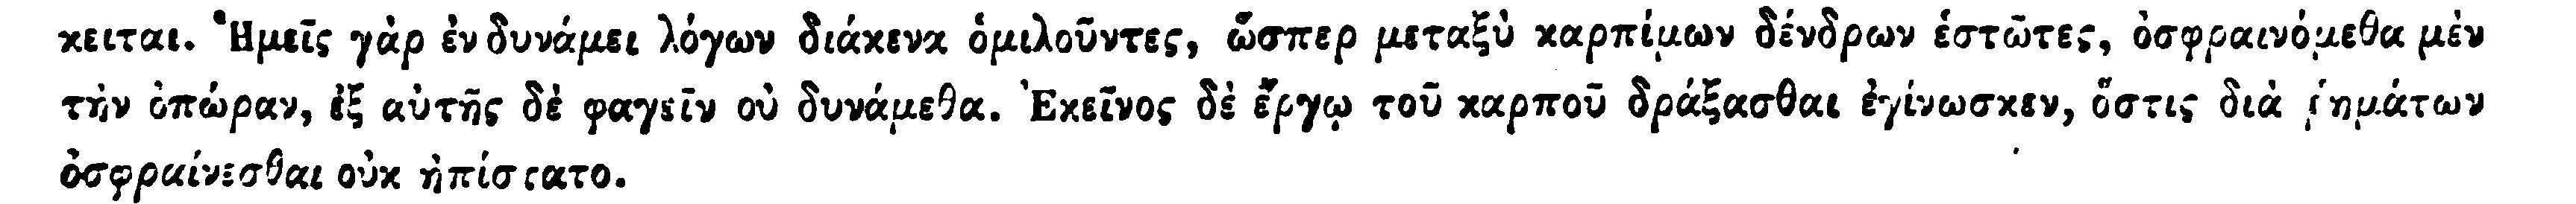 κειται. Ἡμεῖς γὰρ ἐν δυνάμει λόγων διάκενα ὁμιλοῦντες, ὥσπερ μεταξὺ καρπίμων δένδρων ἑστῶτες, ὀσφραινόμεθα μὲν
τὴν ὀπώραν, ἐξ αὐτῆς δὲ φαγεῖν οὐ δυνάμεθα. Ἐκεῖνος δὲ ἔργῳ τοῦ καρποῦ δράξασθαι ἐγίνωσκεν, ὅστις διὰ ῥημάτων
ὀσφραίνεσθαι οὐκ ἠπίστατο.